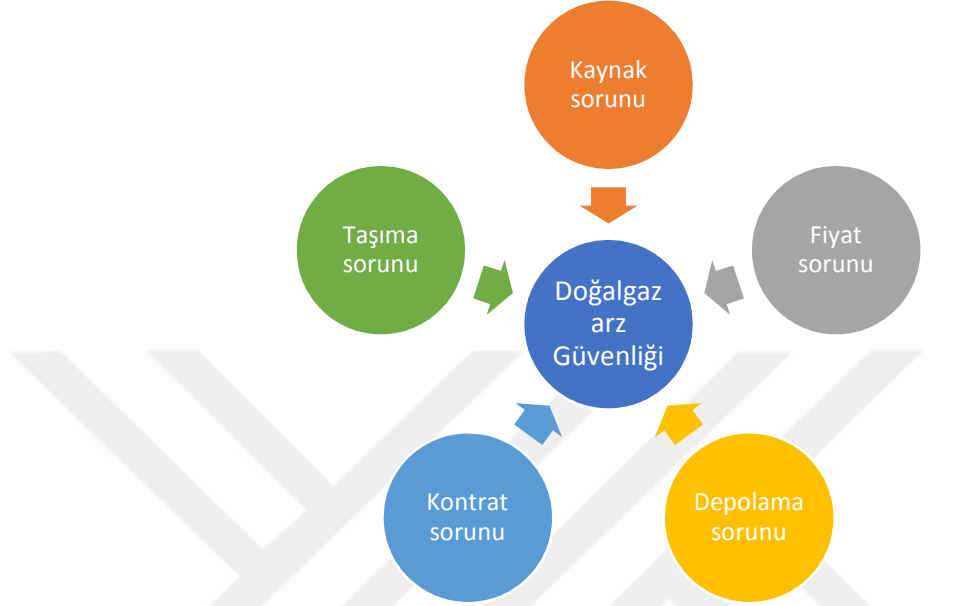 Kaynak
sorunu
Taşıma
sorunu
Fiyat
sorunu
Doğalgaz
arz
Güvenliği
Kontrat
sorunu
Depolama
sorunu